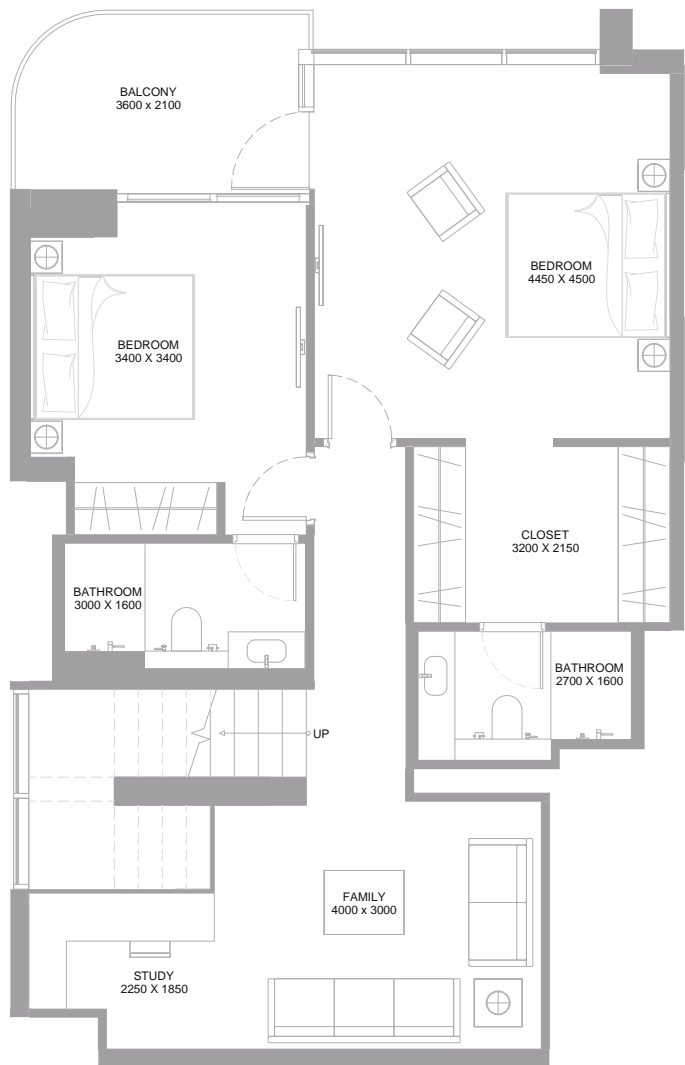 BALCONY
3600 x 2100
BEDROOM
4450 X 4500
BEDROOM
3400 X 3400
CLOSET
3200 X 2150
BATHROOM
3000 X 1600
BATHROOM
2700 X 1600
UP
FAMILY
4000 x 3000
STUDY
2250 X 1850